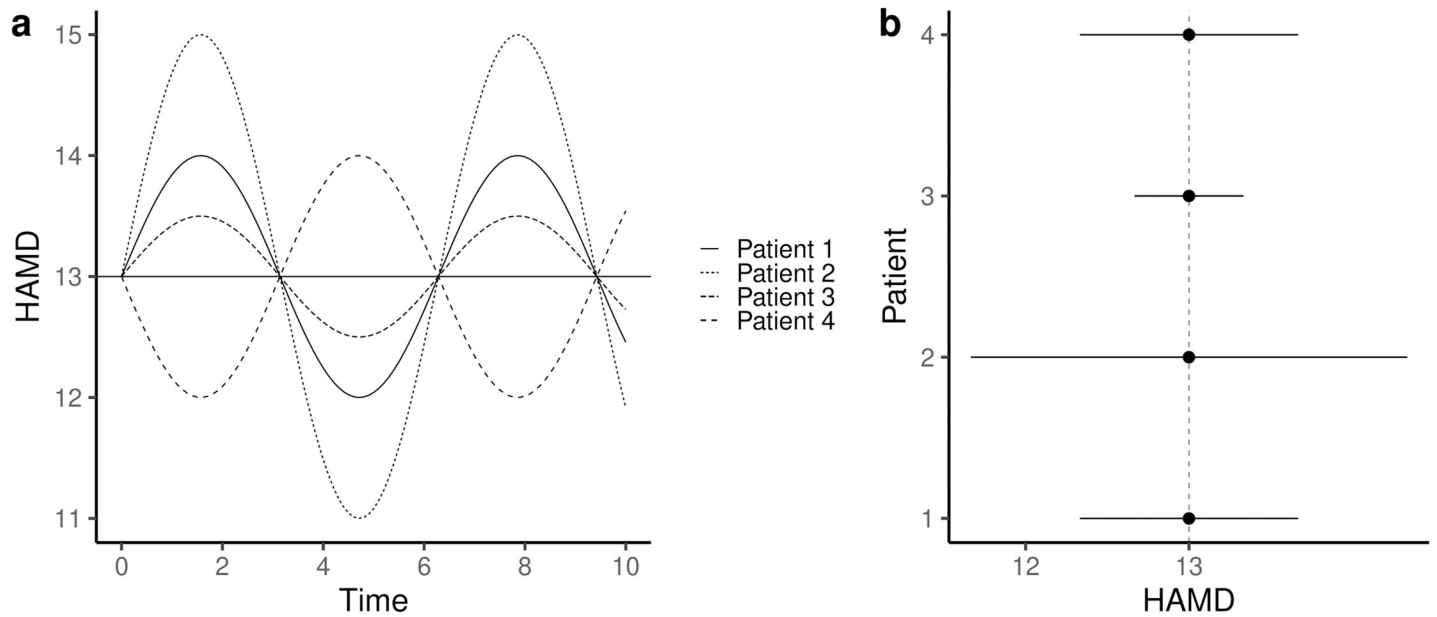 a
15
14
13
12
11
HAMD
0 2 4 6 8 10
Time
Patient 1
Patient 2
Patient 3
Patient 4
b
4
3
2
1
Patient
12 13
HAMD